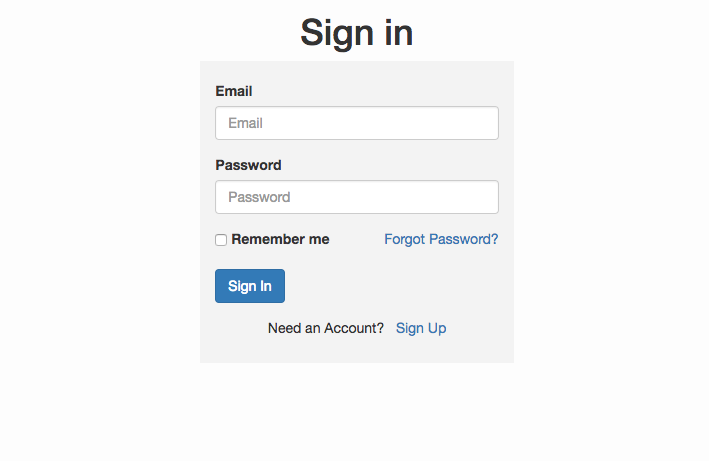 Sign in
Email
Email
Password
Password
Remember me Forgot Password?
Sign In
Need an Account? Sign Up